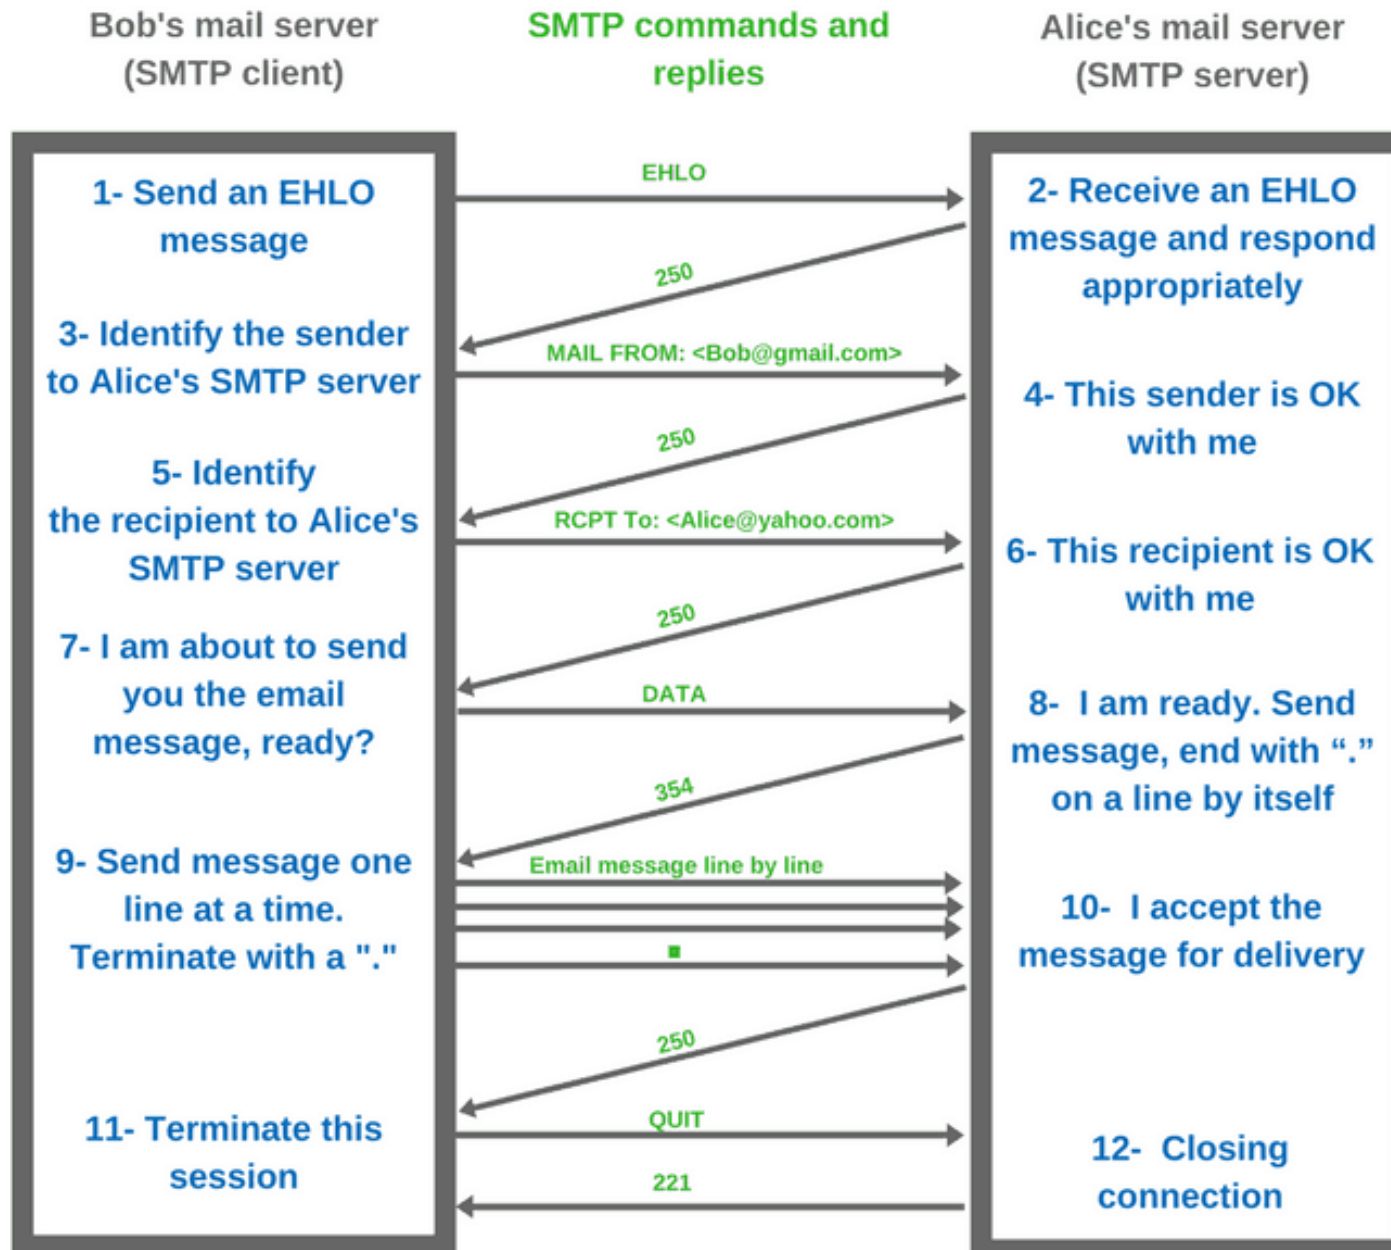 Bob's mail server
(SMTP client)
SMTP commands and
replies
Alice's mail server
(SMTP server)
1- Send an EHLO
message
EHLO
2- Receive an EHLO
message and respond
appropriately
250
3- Identify the sender
to Alice's SMTP server
MAIL FROM: <Bob@gmail.com>
4- This sender is OK
with me
250
5- Identify
the recipient to Alice's
SMTP server
RCPT To: <Alice@yahoo.com>
6- This recipient is OK
with me
250
7- I am about to send
you the email
message, ready?
DATA
8-  I am ready. Send
message, end with “.”
on a line by itself
354
9- Send message one
line at a time.
Terminate with a "."
Email message line by line
.
10-  I accept the
message for delivery
250
11- Terminate this
session
QUIT
12-  Closing
connection
221